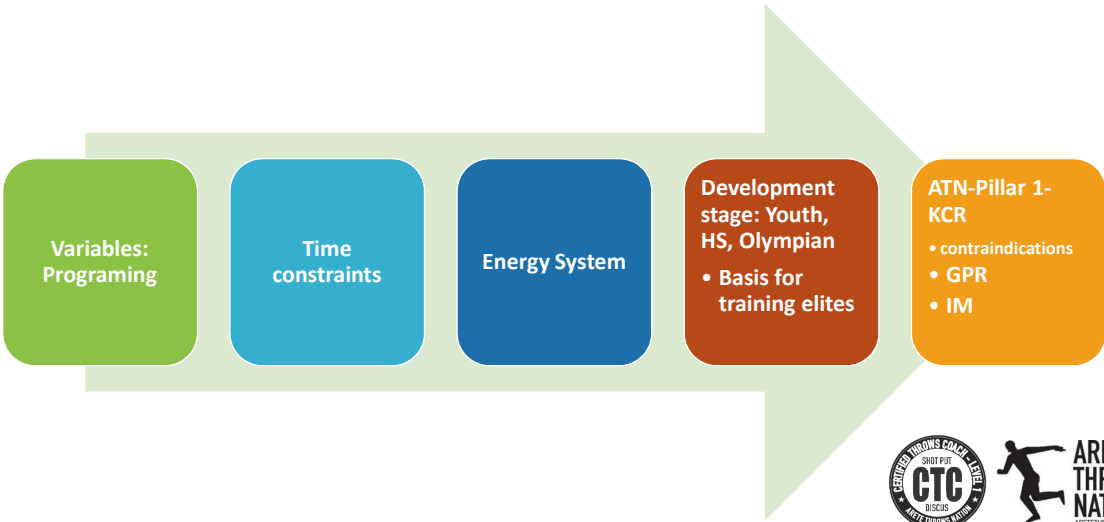 Variables:
Programing
Time
constraints
Energy System
Development
stage: Youth,
HS, Olympian
• Basis for
training elites
ATN-Pillar 1-
KCR
• contraindications
• GPR
• IM
CERTIFIED THROWS COACH - LEVEL 1
SHOT PUT
CTC
DISCUS
ARETE THROWS NATION